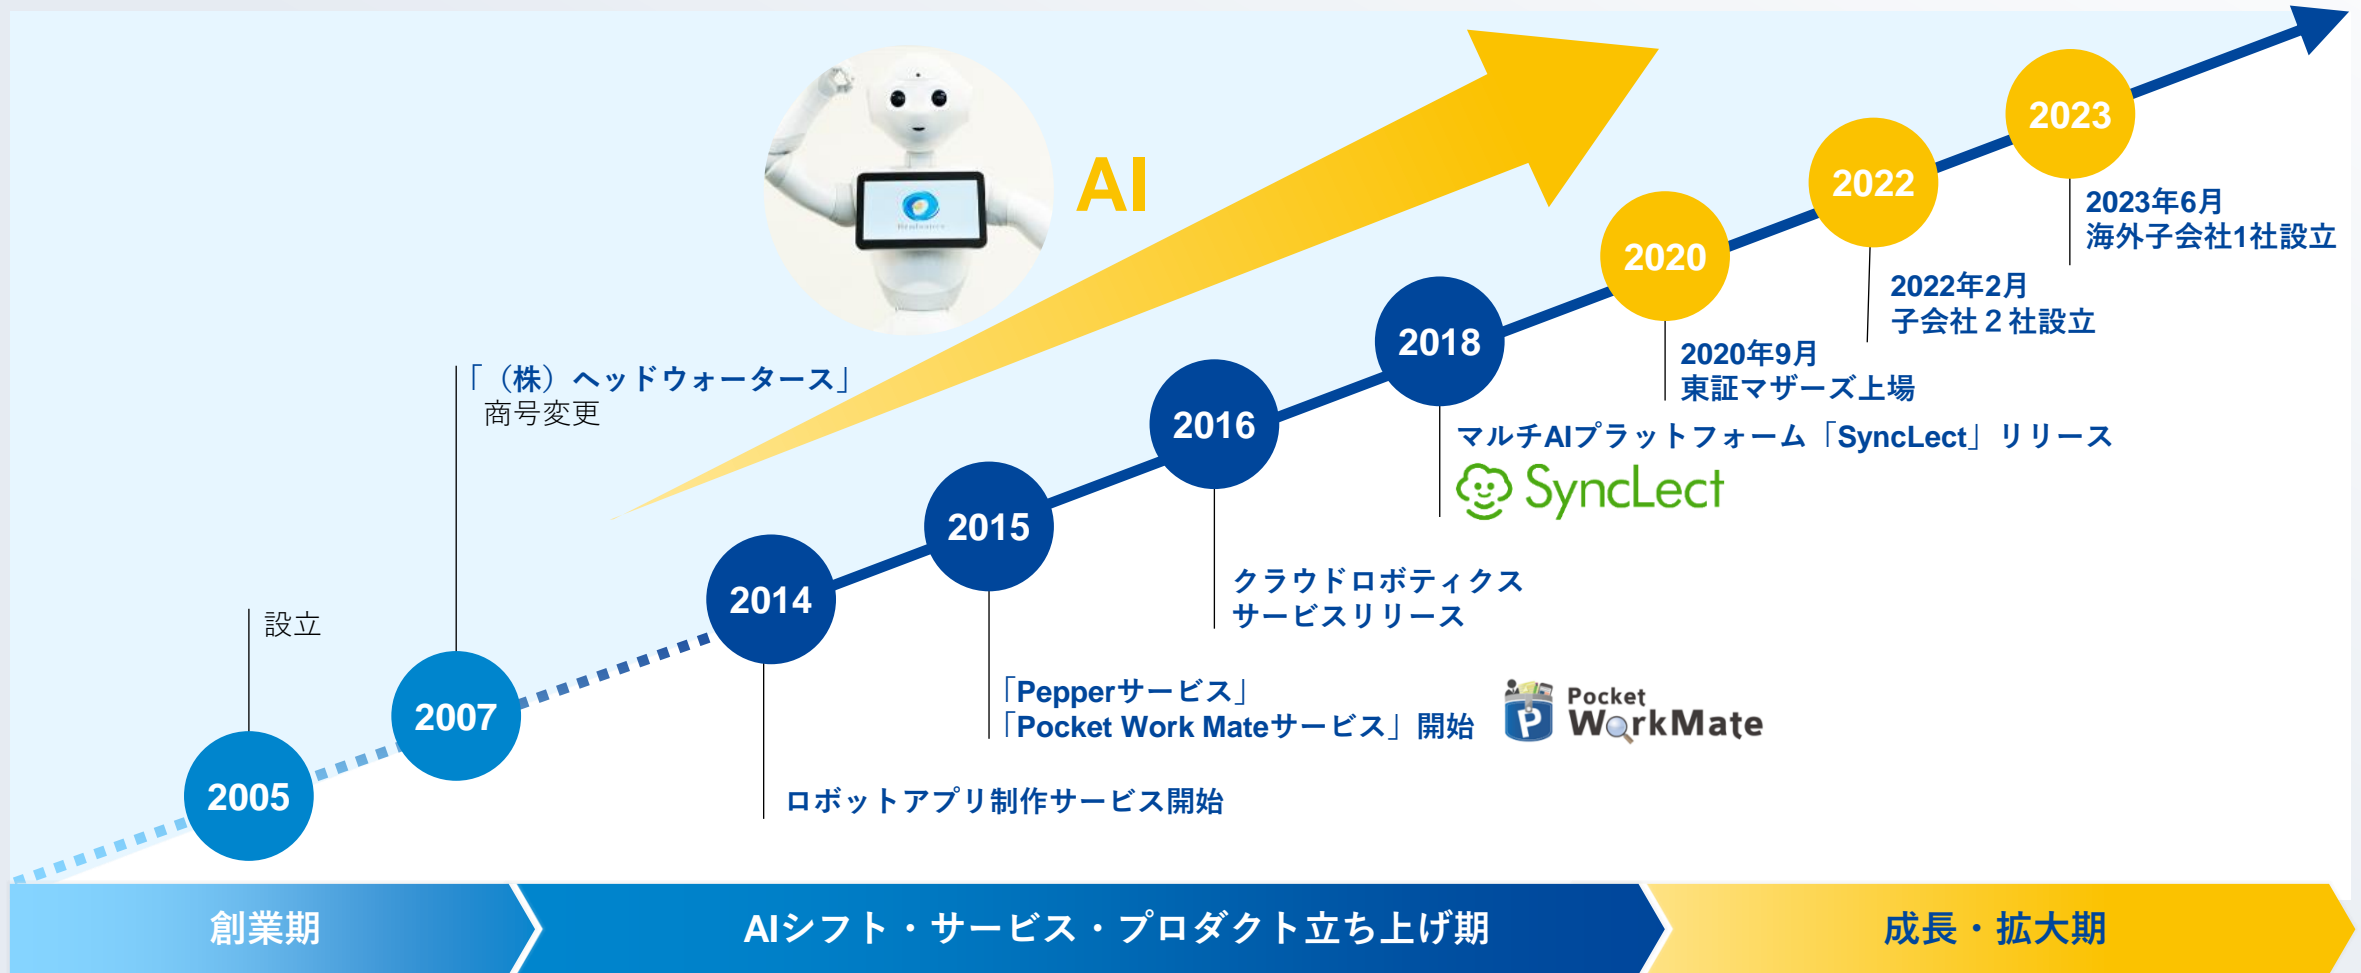 AI
2005
設立
2007
「（株）ヘッドウォータース」
商号変更
2014
ロボットアプリ制作サービス開始
2015
「Pepperサービス」
「Pocket Work Mateサービス」開始
Pocket
WorkMate
2016
クラウドロボティクス
サービスリリース
2018
マルチAIプラットフォーム「SyncLect」リリース
SyncLect
2020
2020年9月
東証マザーズ上場
2022
2022年2月
子会社２社設立
2023
2023年6月
海外子会社1社設立
創業期
AIシフト・サービス・プロダクト立ち上げ期
成長・拡大期